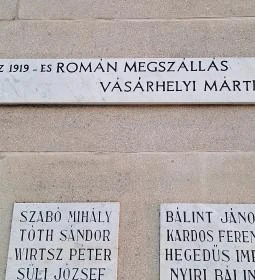 Z 1919-ES ROMÁN MEGSZÁLLÁS
VÁSÁRHELYI MÁRT
SZABÓ MIHÁLY
TÓTH SÁNDOR
WIRTSZ PÉTER
SÜLI JÓZSEF
BÁLINT JÁNO
KARDOS FEREN
HEGEDŰS IMR
NYIRI BÁLIN